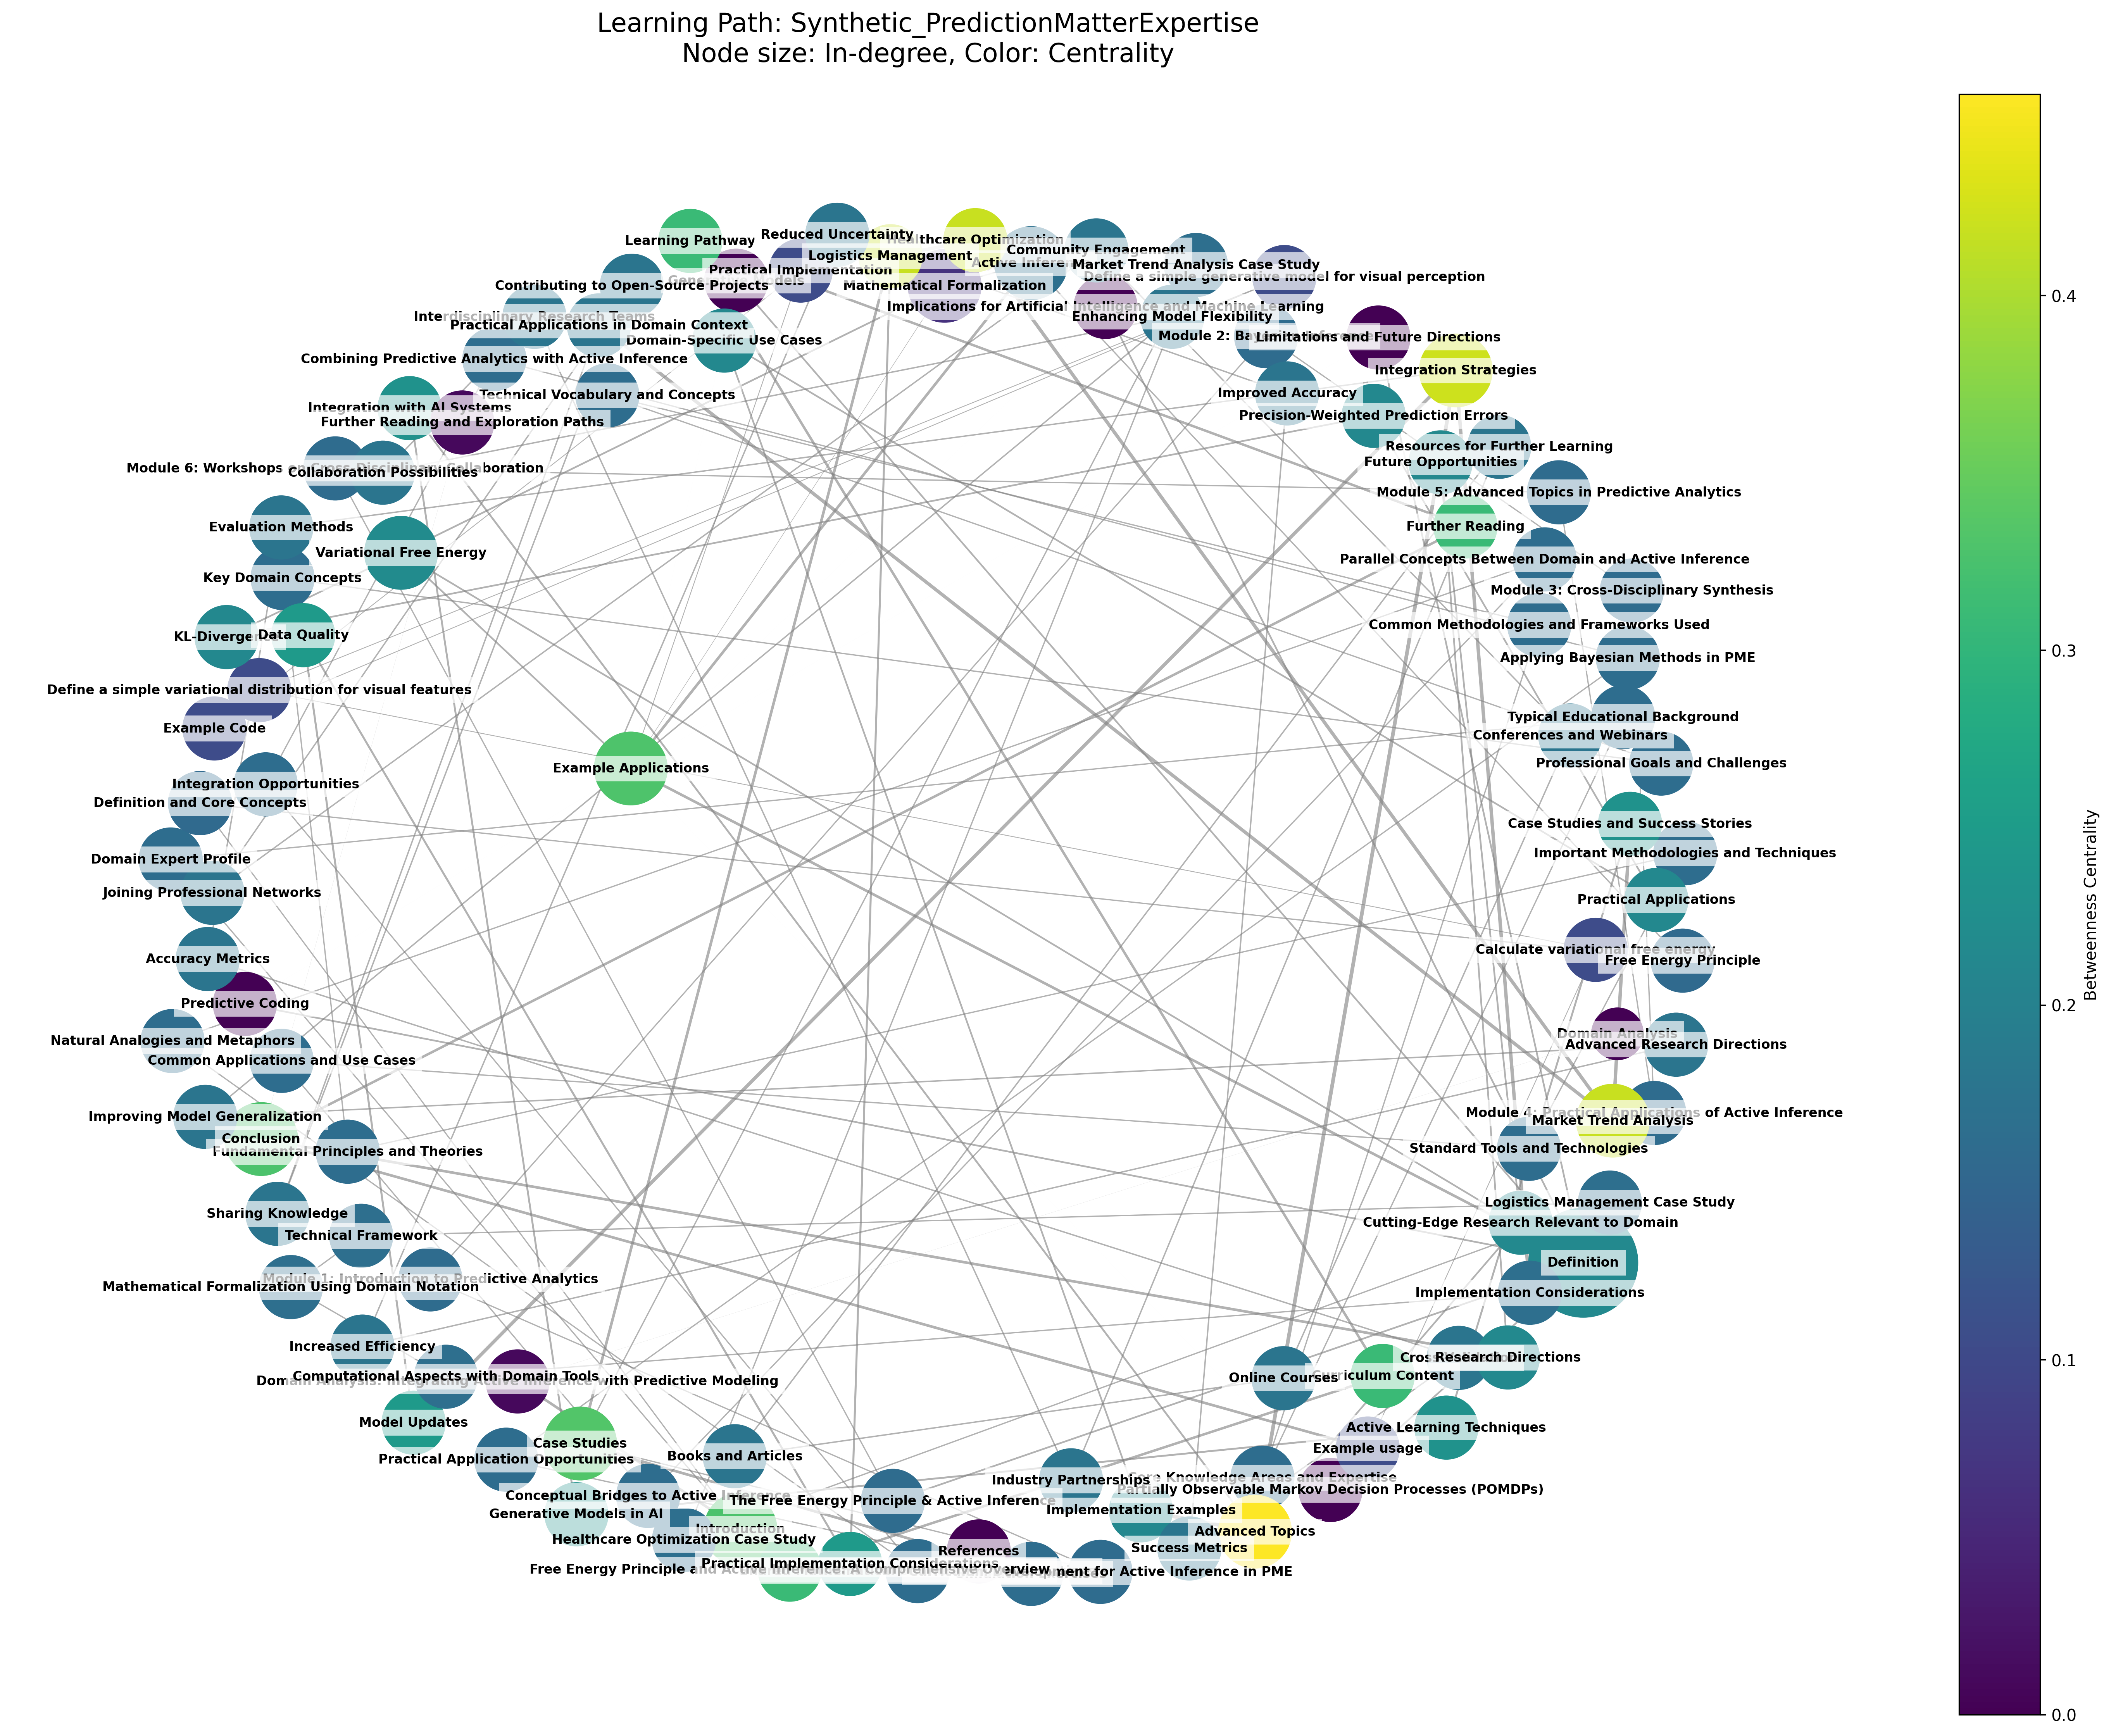 Learning Path: Synthetic_PredictionMatterExpertise
Node size: In-degree, Color: Centrality
Learning Pathway
Reduced Uncertainty
Healthcare Optimization
Logistics Management
Community Engagement
Active Inference
Market Trend Analysis Case Study
Practical Implementation
Define a simple generative model for visual perception
Contributing to Open-Source Projects
Mathematical Formalization
Implications for Artificial Intelligence and Machine Learning
Interdisciplinary Research Teams
Enhancing Model Flexibility
Practical Applications in Domain Context
Domain-Specific Use Cases
Module 2:
Limitations and Future Directions
Combining Predictive Analytics with Active Inference
Integration Strategies
Technical Vocabulary and Concepts
Improved Accuracy
Integration with AI Systems
Precision-Weighted Prediction Errors
Further Reading and Exploration Paths
Resources for Further Learning
Future Opportunities
Module 6: Workshops on Cross-Disciplinary Collaboration
Collaboration Possibilities
Module 5: Advanced Topics in Predictive Analytics
Evaluation Methods
Further Reading
Variational Free Energy
Parallel Concepts Between Domain and Active Inference
Key Domain Concepts
Module 3: Cross-Disciplinary Synthesis
Common Methodologies and Frameworks Used
KL-Divergence
Data Quality
Applying Bayesian Methods in PME
Define a simple variational distribution for visual features
Typical Educational Background
Example Code
Conferences and Webinars
Professional Goals and Challenges
Example Applications
Integration Opportunities
Definition and Core Concepts
Case Studies and Success Stories
Important Methodologies and Techniques
Domain Expert Profile
Joining Professional Networks
Practical Applications
Calculate variational free energy
Accuracy Metrics
Free Energy Principle
Predictive Coding
Domain Analysis
Natural Analogies and Metaphors
Advanced Research Directions
Common Applications and Use Cases
Improving Model Generalization
Module 4: Practical Applications of Active Inference
Market Trend Analysis
Conclusion
Fundamental Principles and Theories
Standard Tools and Technologies
Sharing Knowledge
Logistics Management Case Study
Cutting-Edge Research Relevant to Domain
Technical Framework
Definition
Module 1: Introduction to Predictive Analytics
Mathematical Formalization Using Domain Notation
Implementation Considerations
Increased Efficiency
Research Directions
Computational Aspects with Domain Tools
Domain Analysis: Integrating Active Inference with Predictive Modeling
Online Courses
Curriculum Content
Model Updates
Active Learning Techniques
Case Studies
Example usage
Practical Application Opportunities
Books and Articles
Industry Partnerships
Core Knowledge Areas and Expertise
Partially Observable Markov Decision Processes (POMDPs)
Conceptual Bridges to Active Inference
The Free Energy Principle & Active Inference
Generative Models in AI
Implementation Examples
Introduction
Advanced Topics
Healthcare Optimization Case Study
Success Metrics
References
Practical Implementation Considerations
Free Energy Principle and Active Inference: A Comprehensive Overview
for Active Inference in PME
0.4
0.3
0.2
0.1
0.0
Betweenness Centrality